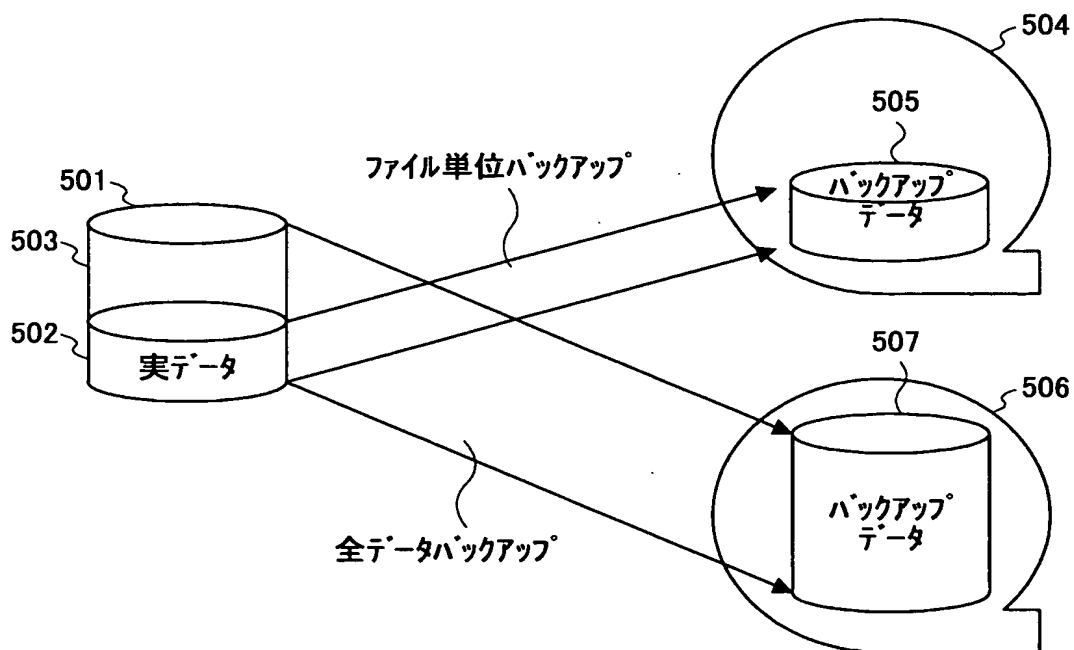 504
505
ファイル単位バックアップ
501
バックアップ
データ
503
502
実データ
507
506
バックアップ
データ
全データバックアップ